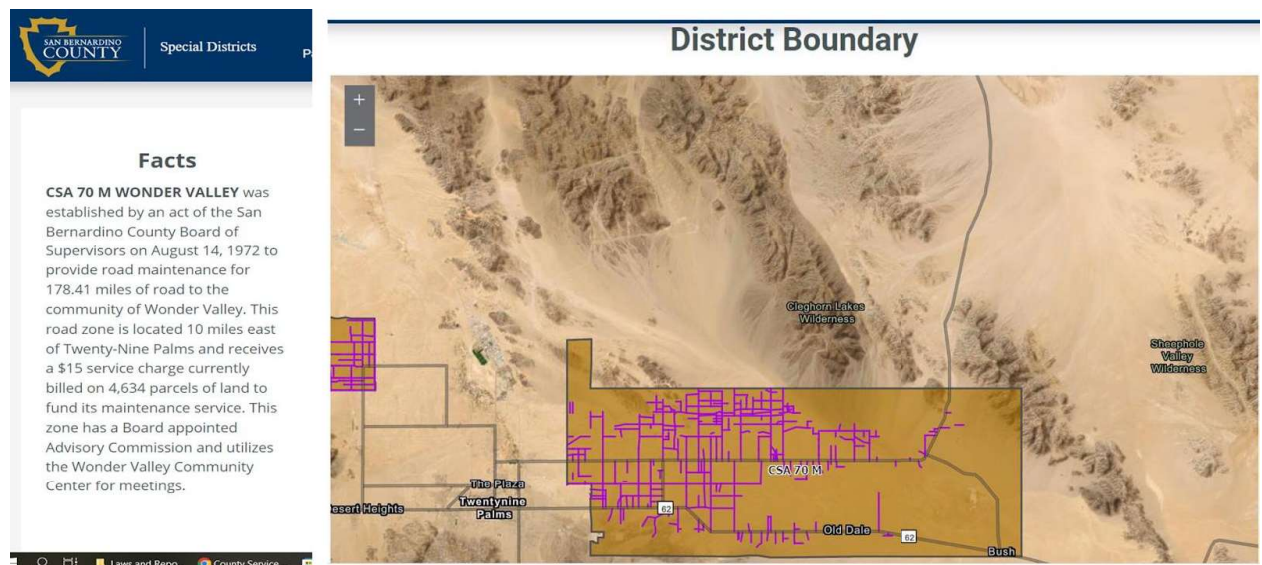 SAN BERNARDINO
COUNTY
Special Districts
P
Facts
CSA 70 M WONDER VALLEY was
established by an act of the San
Bernardino County Board of
Supervisors on August 14, 1972 to
provide road maintenance for
178.41 miles of road to the
community of Wonder Valley. This
road zone is located 10 miles east
of Twenty-Nine Palms and receives
a $15 service charge currently
billed on 4,634 parcels of land to
fund its maintenance service. This
zone has a Board appointed
Advisory Commission and utilizes
the Wonder Valley Community
Center for meetings.
Laws and Repo
County Service
District Boundary
+
−
Cleghorn Lakes
Wilderness
Sheephole
Valley
Wilderness
CSA 70 M
The Plaza
Twentynine
Palms
esert Heights
62
Old Dale
62
Bush